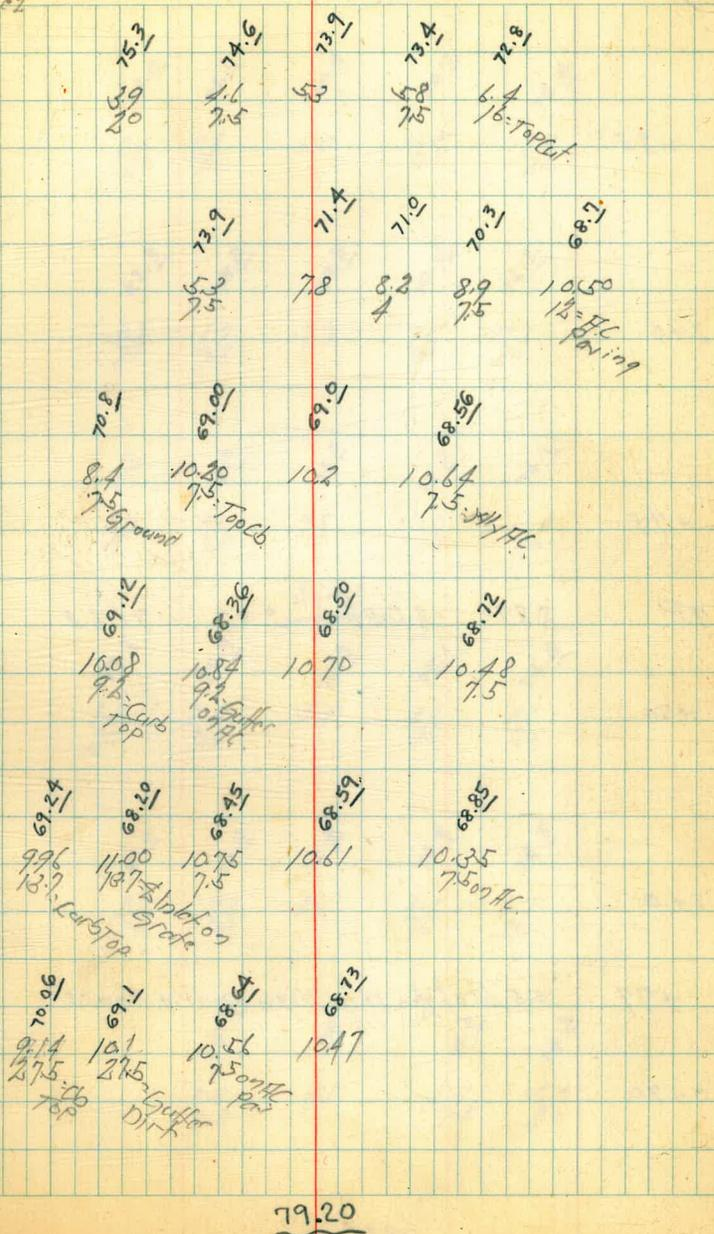 75.3 74.6 73.9 73.4 72.8
3.9 4.6 5.3 5.8 6.4
20 7.5 7.5 16=Top Cut.
73.9 71.4 71.0 70.3 68.7
5.3 7.8 8.2 8.9 10.50
7.5 4 7.5 12=A.C.
Paving
70.8 69.00 69.0 68.56
8.4 10.20 10.2 10.64
7.5=Ground 7.5=Top Cb. 7.5 A.C.
69.12 68.36 68.50 68.72
10.08 10.84 10.70 10.48
9.2=Curb 9.2=Gutter 7.5
Top on AC.
69.24 68.20 68.45 68.59 68.85
9.96 11.00 10.75 10.61 10.35
13.7=Curb Top 13.7=Inlet on 7.5 7.5 on AC.
Grate
70.06 69.1 68.64 68.73
9.14 10.1 10.56 10.47
27.5=Cb 27.5=Gutter 7.5 on AC
Top Dirt Pav
79.20